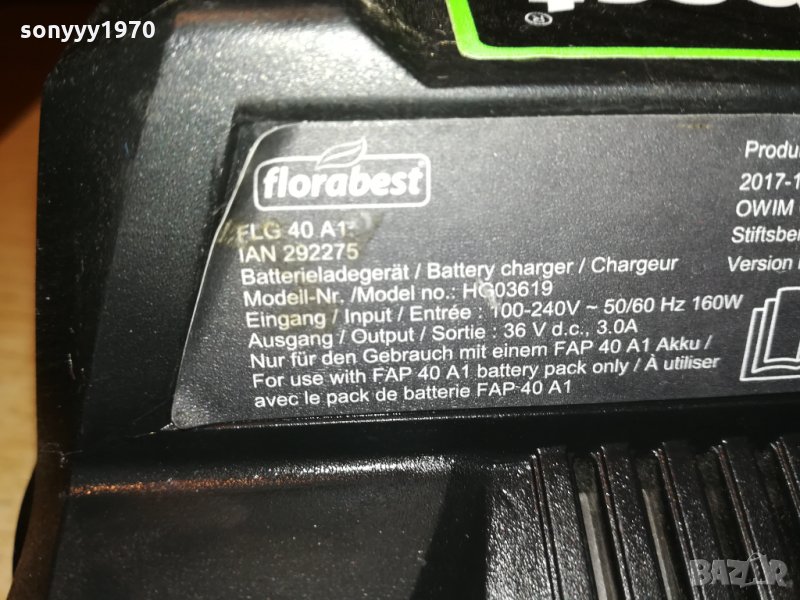 sonyyy1970
®
florabest
FLG 40 A1
IAN 292275
Batterieladegerät / Battery charger / Chargeur
Modell-Nr. /Model no.: HG03619
Eingang / Input / Entrée : 100-240V ~ 50/60 Hz 160W
Ausgang / Output / Sortie : 36 V d.c., 3.0A
Nur für den Gebrauch mit einem FAP 40 A1 Akku /
For use with FAP 40 A1 battery pack only / À utiliser
avec le pack de batterie FAP 40 A1
Produ
2017-1
OWIM
Stiftsbe
Version
BAZAR